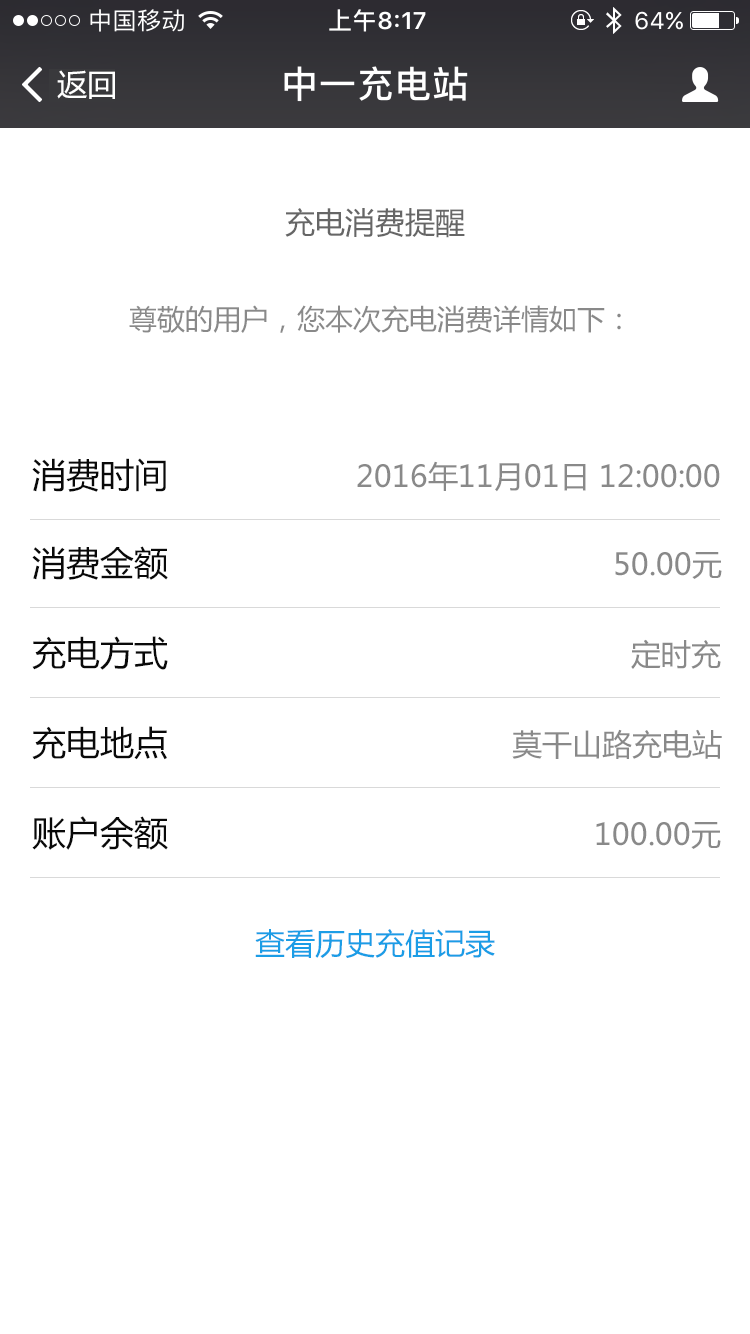 中国移动 上午8:17 64%
返回 中一充电站
充电消费提醒
尊敬的用户，您本次充电消费详情如下：
消费时间 2016年11月01日 12:00:00
消费金额 50.00元
充电方式 定时充
充电地点 莫干山路充电站
账户余额 100.00元
查看历史充值记录